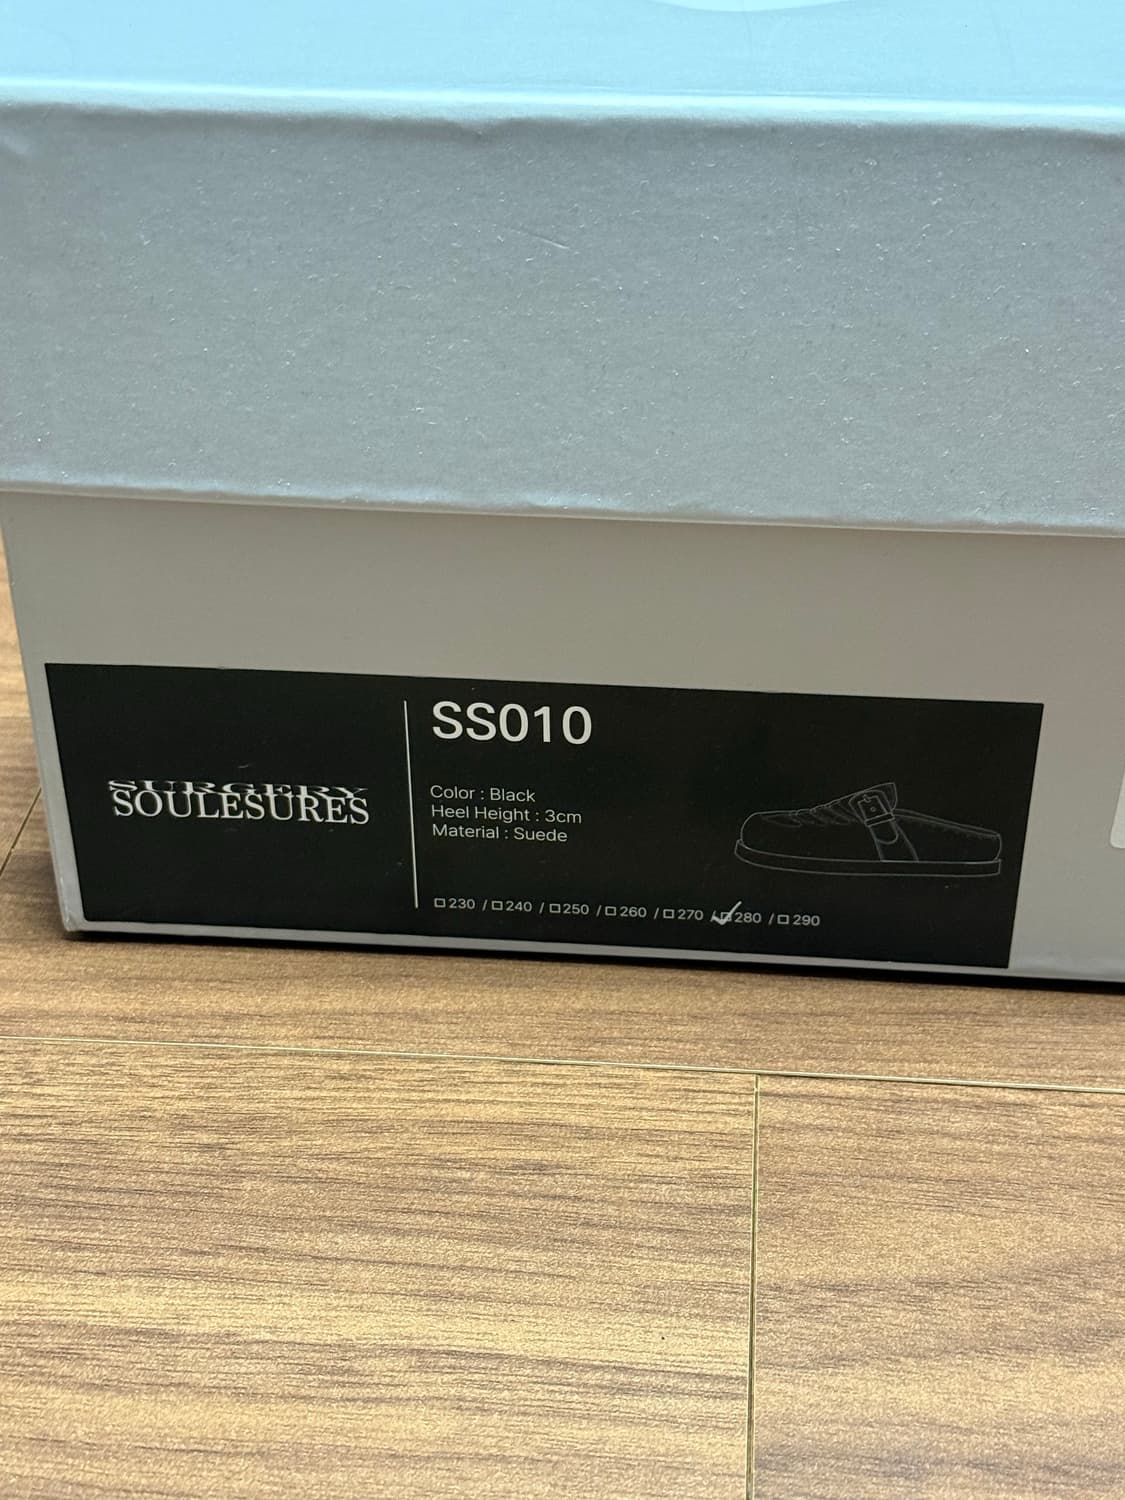 SURGERY
SOULESURES
SS010
Color : Black
Heel Height : 3cm
Material : Suede
☐230 / ☐240 / ☐250 / ☐260 / ☐270 / ☑280 / ☐290